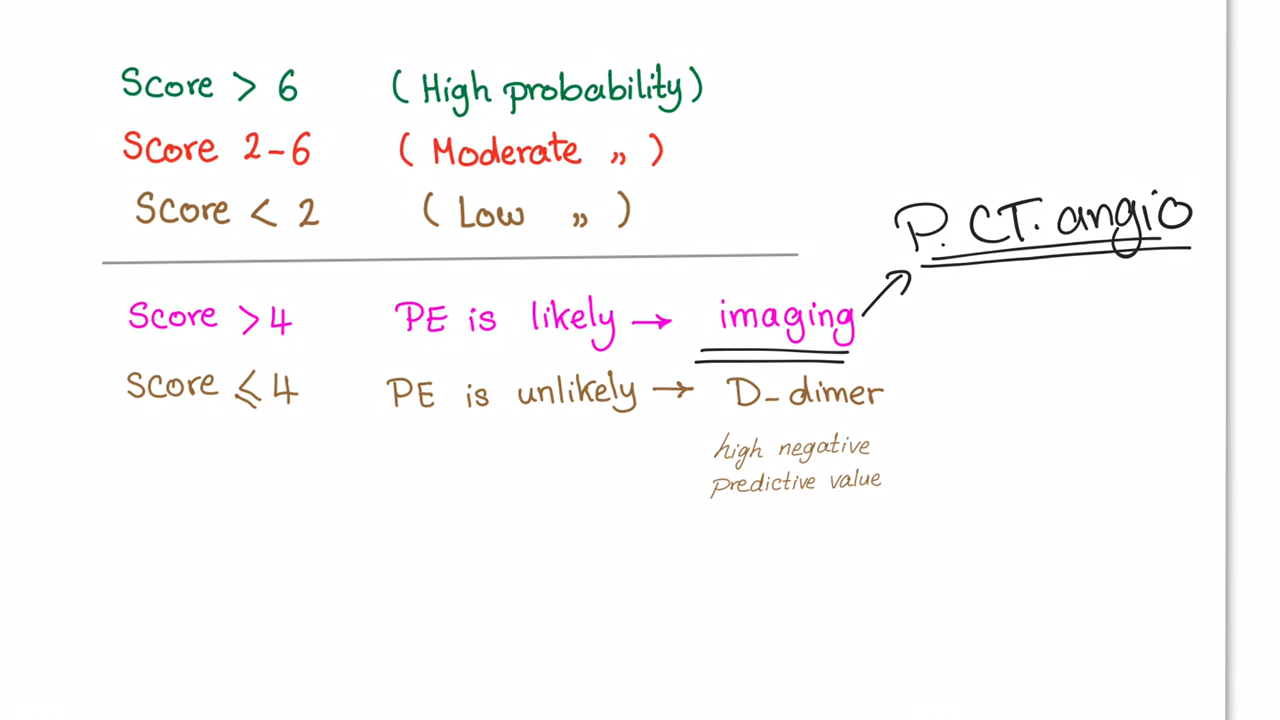 Score > 6 (High probability)
Score 2-6 (Moderate ,,)
Score < 2 (Low ,,)
P. CT. angio
Score >4 PE is likely → imaging
Score ≤4 PE is unlikely → D-dimer
high negative
predictive value